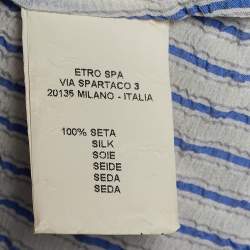 ETRO SPA
VIA SPARTACO 3
20135 MILANO - ITALIA
100% SETA
SILK
SOIE
SEIDE
SEDA
SEDA